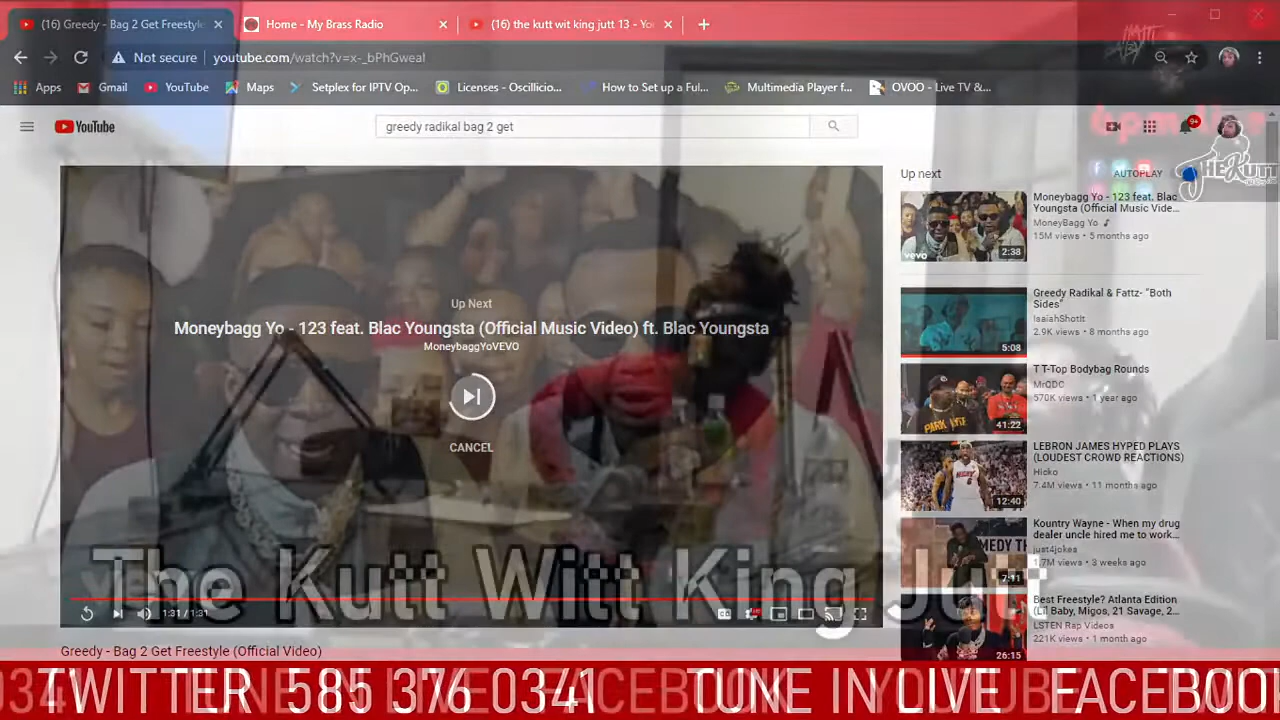 (16) Greedy - Bag 2 Get Freestyle
Home - My Brass Radio
(16) the kutt wit king jutt 13 - Yo
Not secure
youtube.com/watch?v=x-_bPhGweaI
Apps
Gmail
YouTube
Maps
Setplex for IPTV Op...
Licenses - Oscillicio...
How to Set up a Ful...
Multimedia Player f...
OVOO - Live TV &...
YouTube
greedy radikal bag 2 get
9+
THE KUTT
Up next
AUTOPLAY
Moneybagg Yo - 123 feat. Blac
Youngsta (Official Music Vide...
MoneyBagg Yo
15M views • 5 months ago
vevo
2:38
Greedy Radikal & Fattz- "Both
Sides"
IsaiahShotIt
2.9K views • 8 months ago
5:08
T T-Top Bodybag Rounds
MrQDC
570K views • 1 year ago
PARK LYFE
41:22
LEBRON JAMES HYPED PLAYS
(LOUDEST CROWD REACTIONS)
Hicko
7.4M views • 11 months ago
12:40
Kountry Wayne - When my drug
dealer uncle hired me to work...
just4jokes
1.7M views • 3 weeks ago
7:11
Best Freestyle? Atlanta Edition
(Lil Baby, Migos, 21 Savage, 2...
LSTEN Rap Videos
221K views • 1 month ago
26:15
Up Next
Moneybagg Yo - 123 feat. Blac Youngsta (Official Music Video) ft. Blac Youngsta
MoneybaggYoVEVO
CANCEL
The Kutt Witt King Jutt
1:31 / 1:31
Greedy - Bag 2 Get Freestyle (Official Video)
034 TWITTER 585 376 0341 TUNE IN LIVE FACEBOO